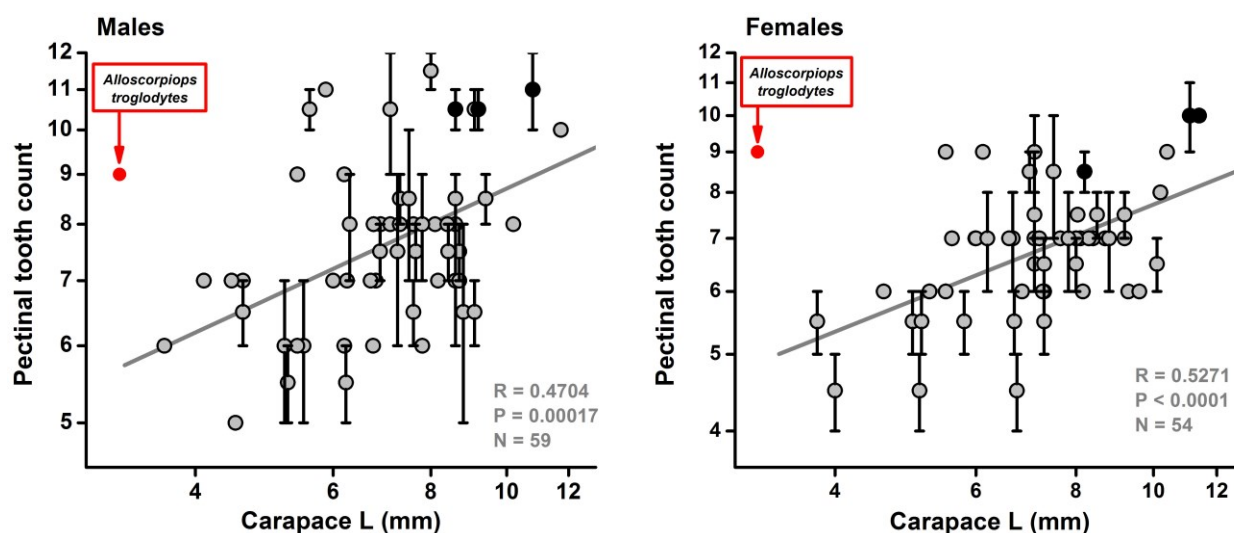 Males
12
11
10
9
8
7
6
5
Pectinal tooth count
Alloscorpiops
troglodytes
R = 0.4704
P = 0.00017
N = 59
4
6
8
10
12
Carapace L (mm)
Females
12
11
10
9
8
7
6
5
4
Pectinal tooth count
Alloscorpiops
troglodytes
R = 0.5271
P < 0.0001
N = 54
4
6
8
10
12
Carapace L (mm)